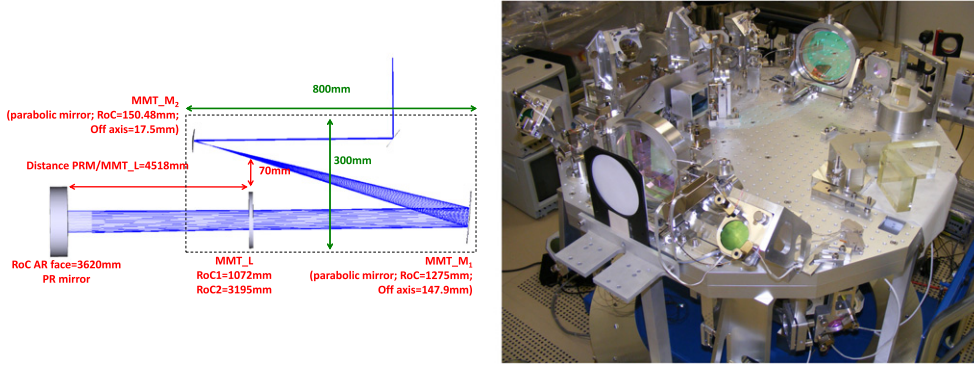 800mm
MMT_M2
(parabolic mirror; RoC=150.48mm;
Off axis=17.5mm)
300mm
Distance PRM/MMT_L=4518mm
70mm
RoC AR face=3620mm
PR mirror
MMT_L
RoC1=1072mm
RoC2=3195mm
MMT_M1
(parabolic mirror; RoC=1275mm;
Off axis=147.9mm)